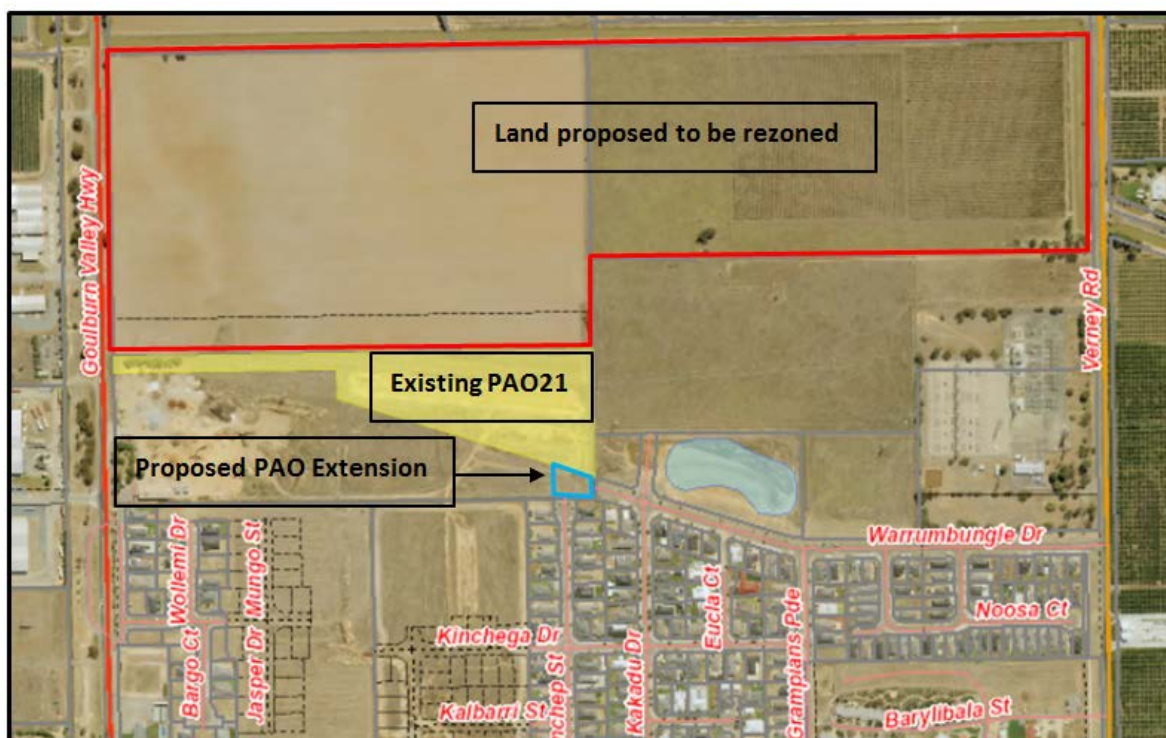 Land proposed to be rezoned
Goulburn Valley Hwy
Verney Rd
Existing PAO21
Proposed PAO Extension
Warrumbungle Dr
Wollemi Dr
Mungo St
Eucla Ct
Noosa Ct
Kinchega Dr
Bargo Ct
Jasper Dr
Kalbarri St
nchep St
Kakadu Dr
Grampians Pde
Barylibala St